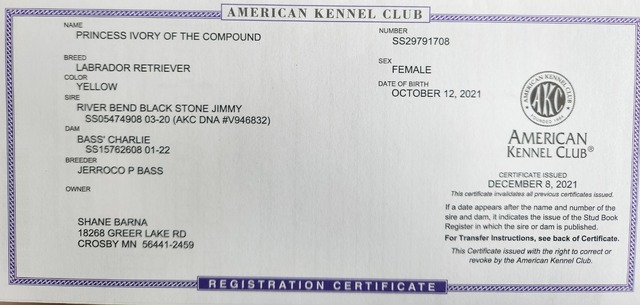 AMERICAN KENNEL CLUB
NAME
PRINCESS IVORY OF THE COMPOUND
NUMBER
SS29791708
BREED
LABRADOR RETRIEVER
SEX
FEMALE
COLOR
YELLOW
DATE OF BIRTH
OCTOBER 12, 2021
SIRE
RIVER BEND BLACK STONE JIMMY
SS05474908 03-20 (AKC DNA #V946832)
DAM
BASS' CHARLIE
SS15762608 01-22
BREEDER
JERROCO P BASS
OWNER
SHANE BARNA
18268 GREER LAKE RD
CROSBY MN 56441-2459
AMERICAN KENNEL CLUB
AKC
FOUNDED 1884
AMERICAN
KENNEL CLUB®
CERTIFICATE ISSUED
DECEMBER 8, 2021
This certificate invalidates all previous certificates issued.
If a date appears after the name and number of the
sire and dam, it indicates the issue of the Stud Book
Register in which the sire or dam is published.
For Transfer Instructions, see back of Certificate.
This Certificate issued with the right to correct or
revoke by the American Kennel Club.
REGISTRATION CERTIFICATE